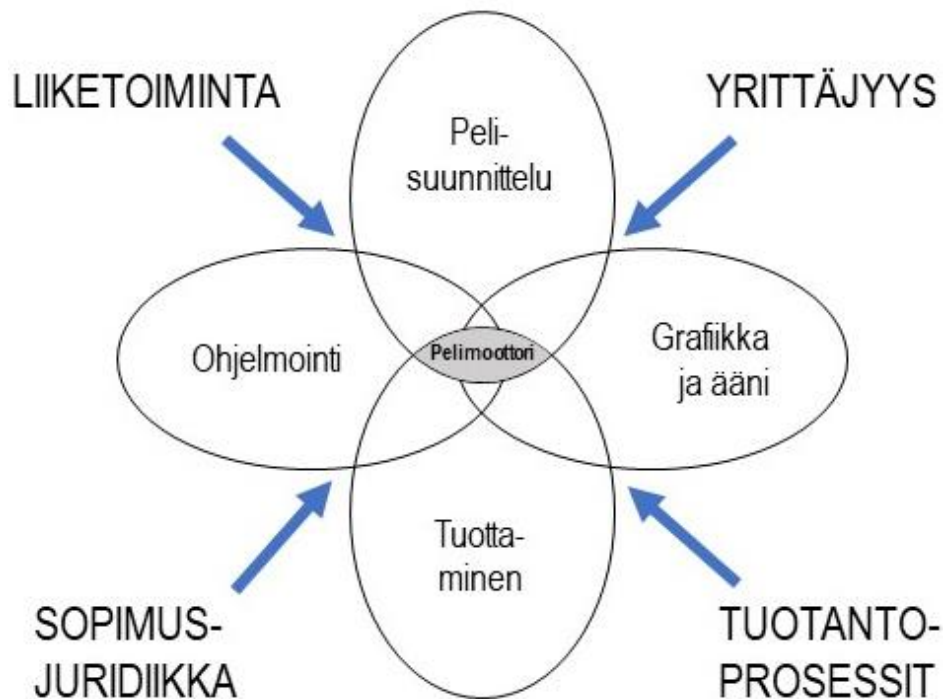 LIIKETOIMINTA
YRITTÄJYYS
Peli-
suunnittelu
Ohjelmointi
Pelimoottori
Grafiikka
ja ääni
Tuotta-
minen
SOPIMUS-
JURIDIIKKA
TUOTANTO-
PROSESSIT